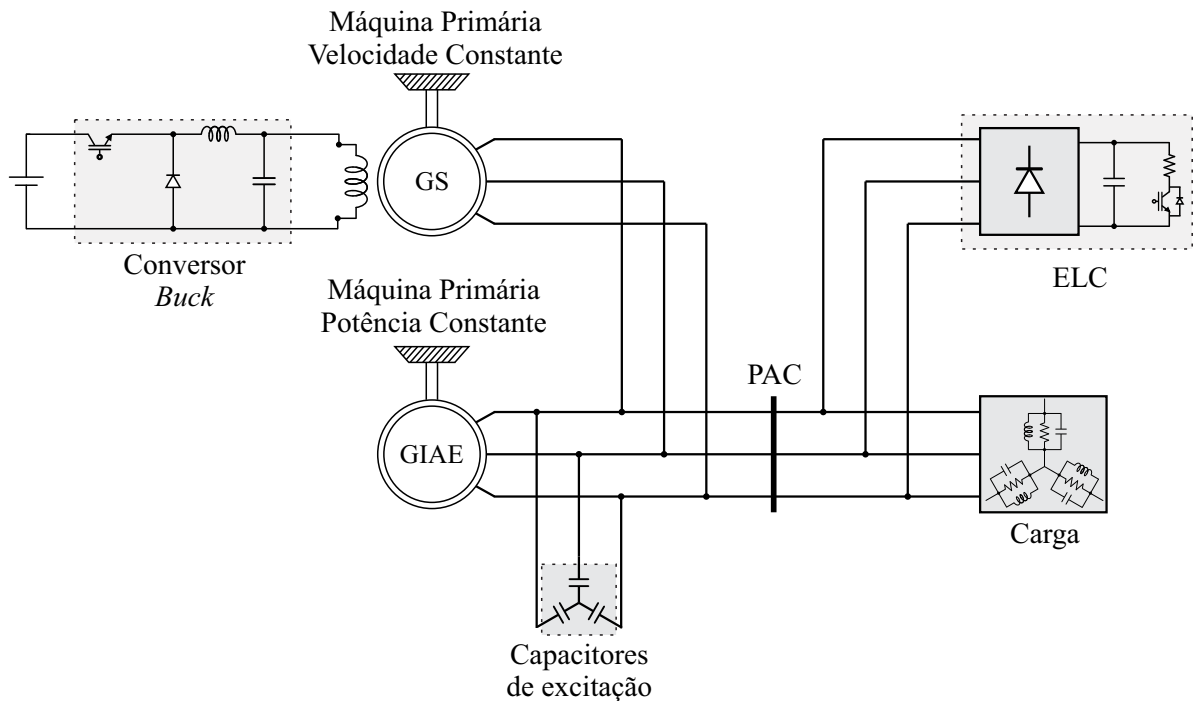 Máquina Primária
Velocidade Constante
GS
Conversor
Buck
ELC
Máquina Primária
Potência Constante
PAC
GIAE
Carga
Capacitores
de excitação